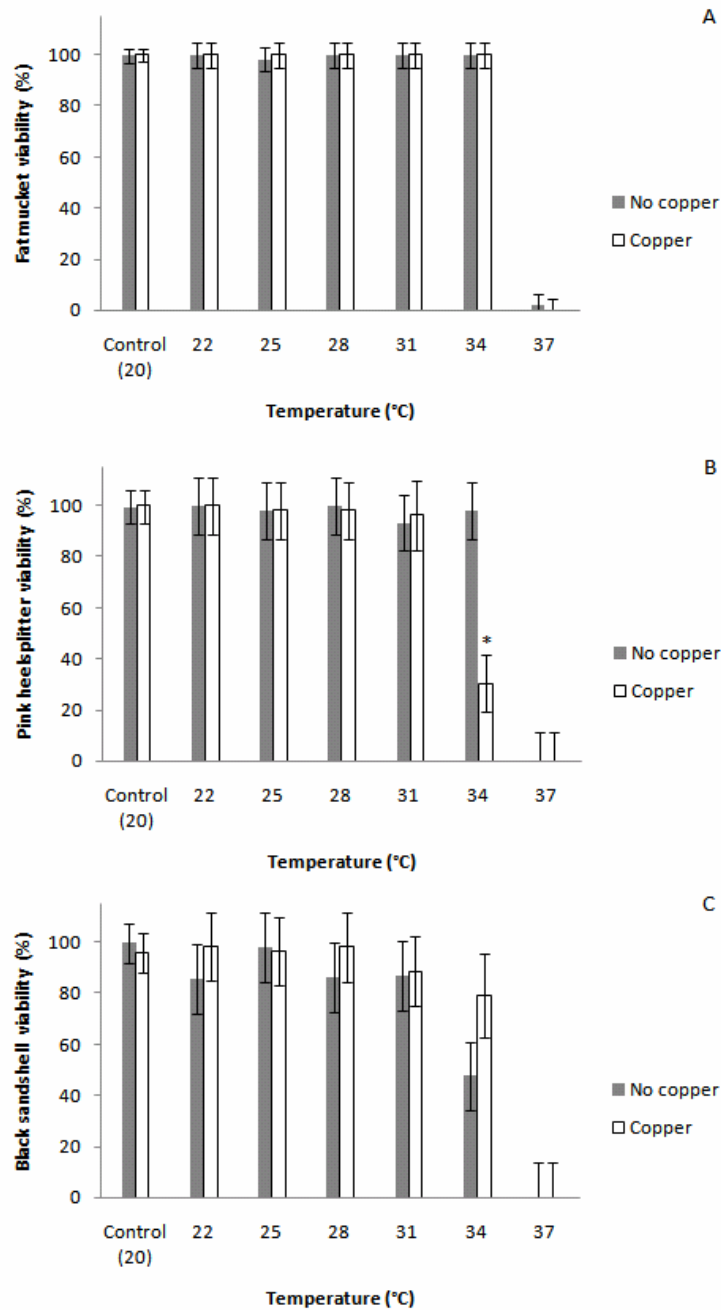 A
Fatmucket viability (%)
100
80
60
40
20
0
No copper
Copper
Control (20) 22 25 28 31 34 37
Temperature (°C)
B
Pink heelsplitter viability (%)
100
80
60
40
20
0
*
No copper
Copper
Control (20) 22 25 28 31 34 37
Temperature (°C)
C
Black sandshell viability (%)
100
80
60
40
20
0
No copper
Copper
Control (20) 22 25 28 31 34 37
Temperature (°C)